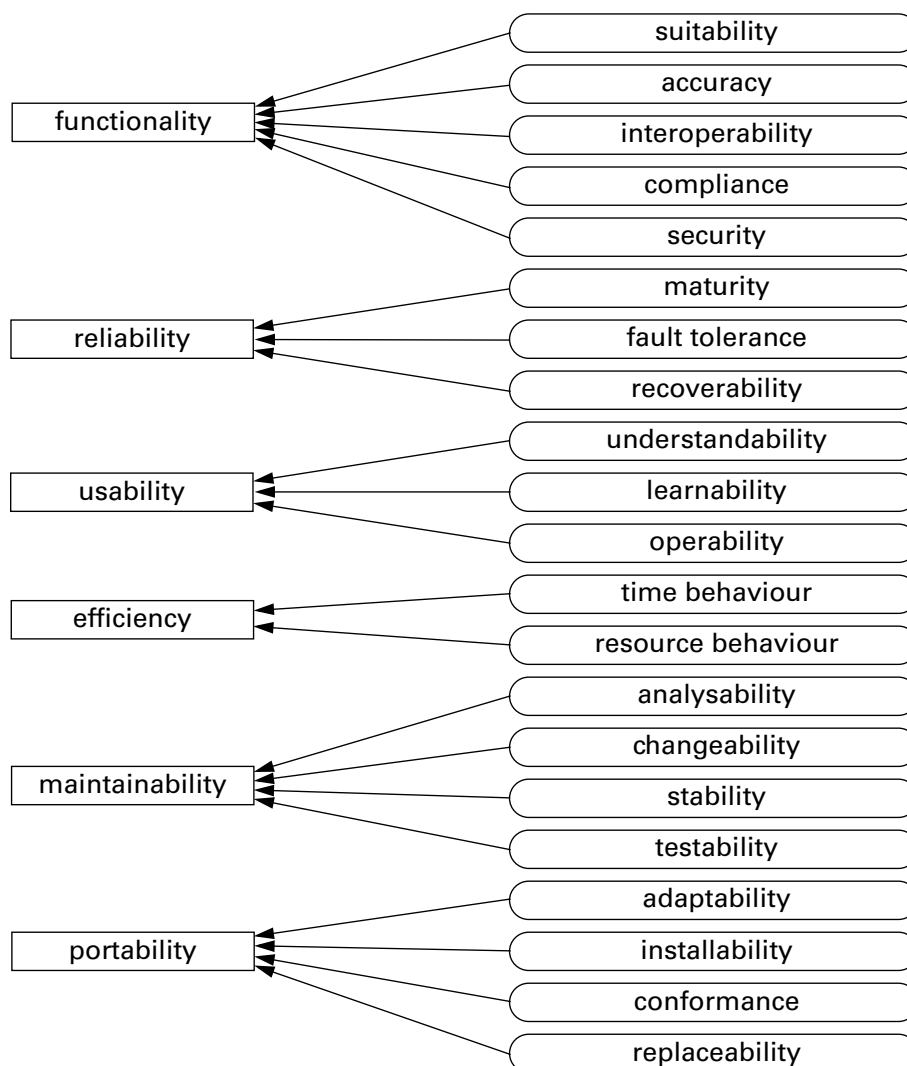 suitability
accuracy
functionality
interoperability
compliance
security
maturity
reliability
fault tolerance
recoverability
understandability
usability
learnability
operability
time behaviour
efficiency
resource behaviour
analysability
changeability
maintainability
stability
testability
adaptability
portability
installability
conformance
replaceability